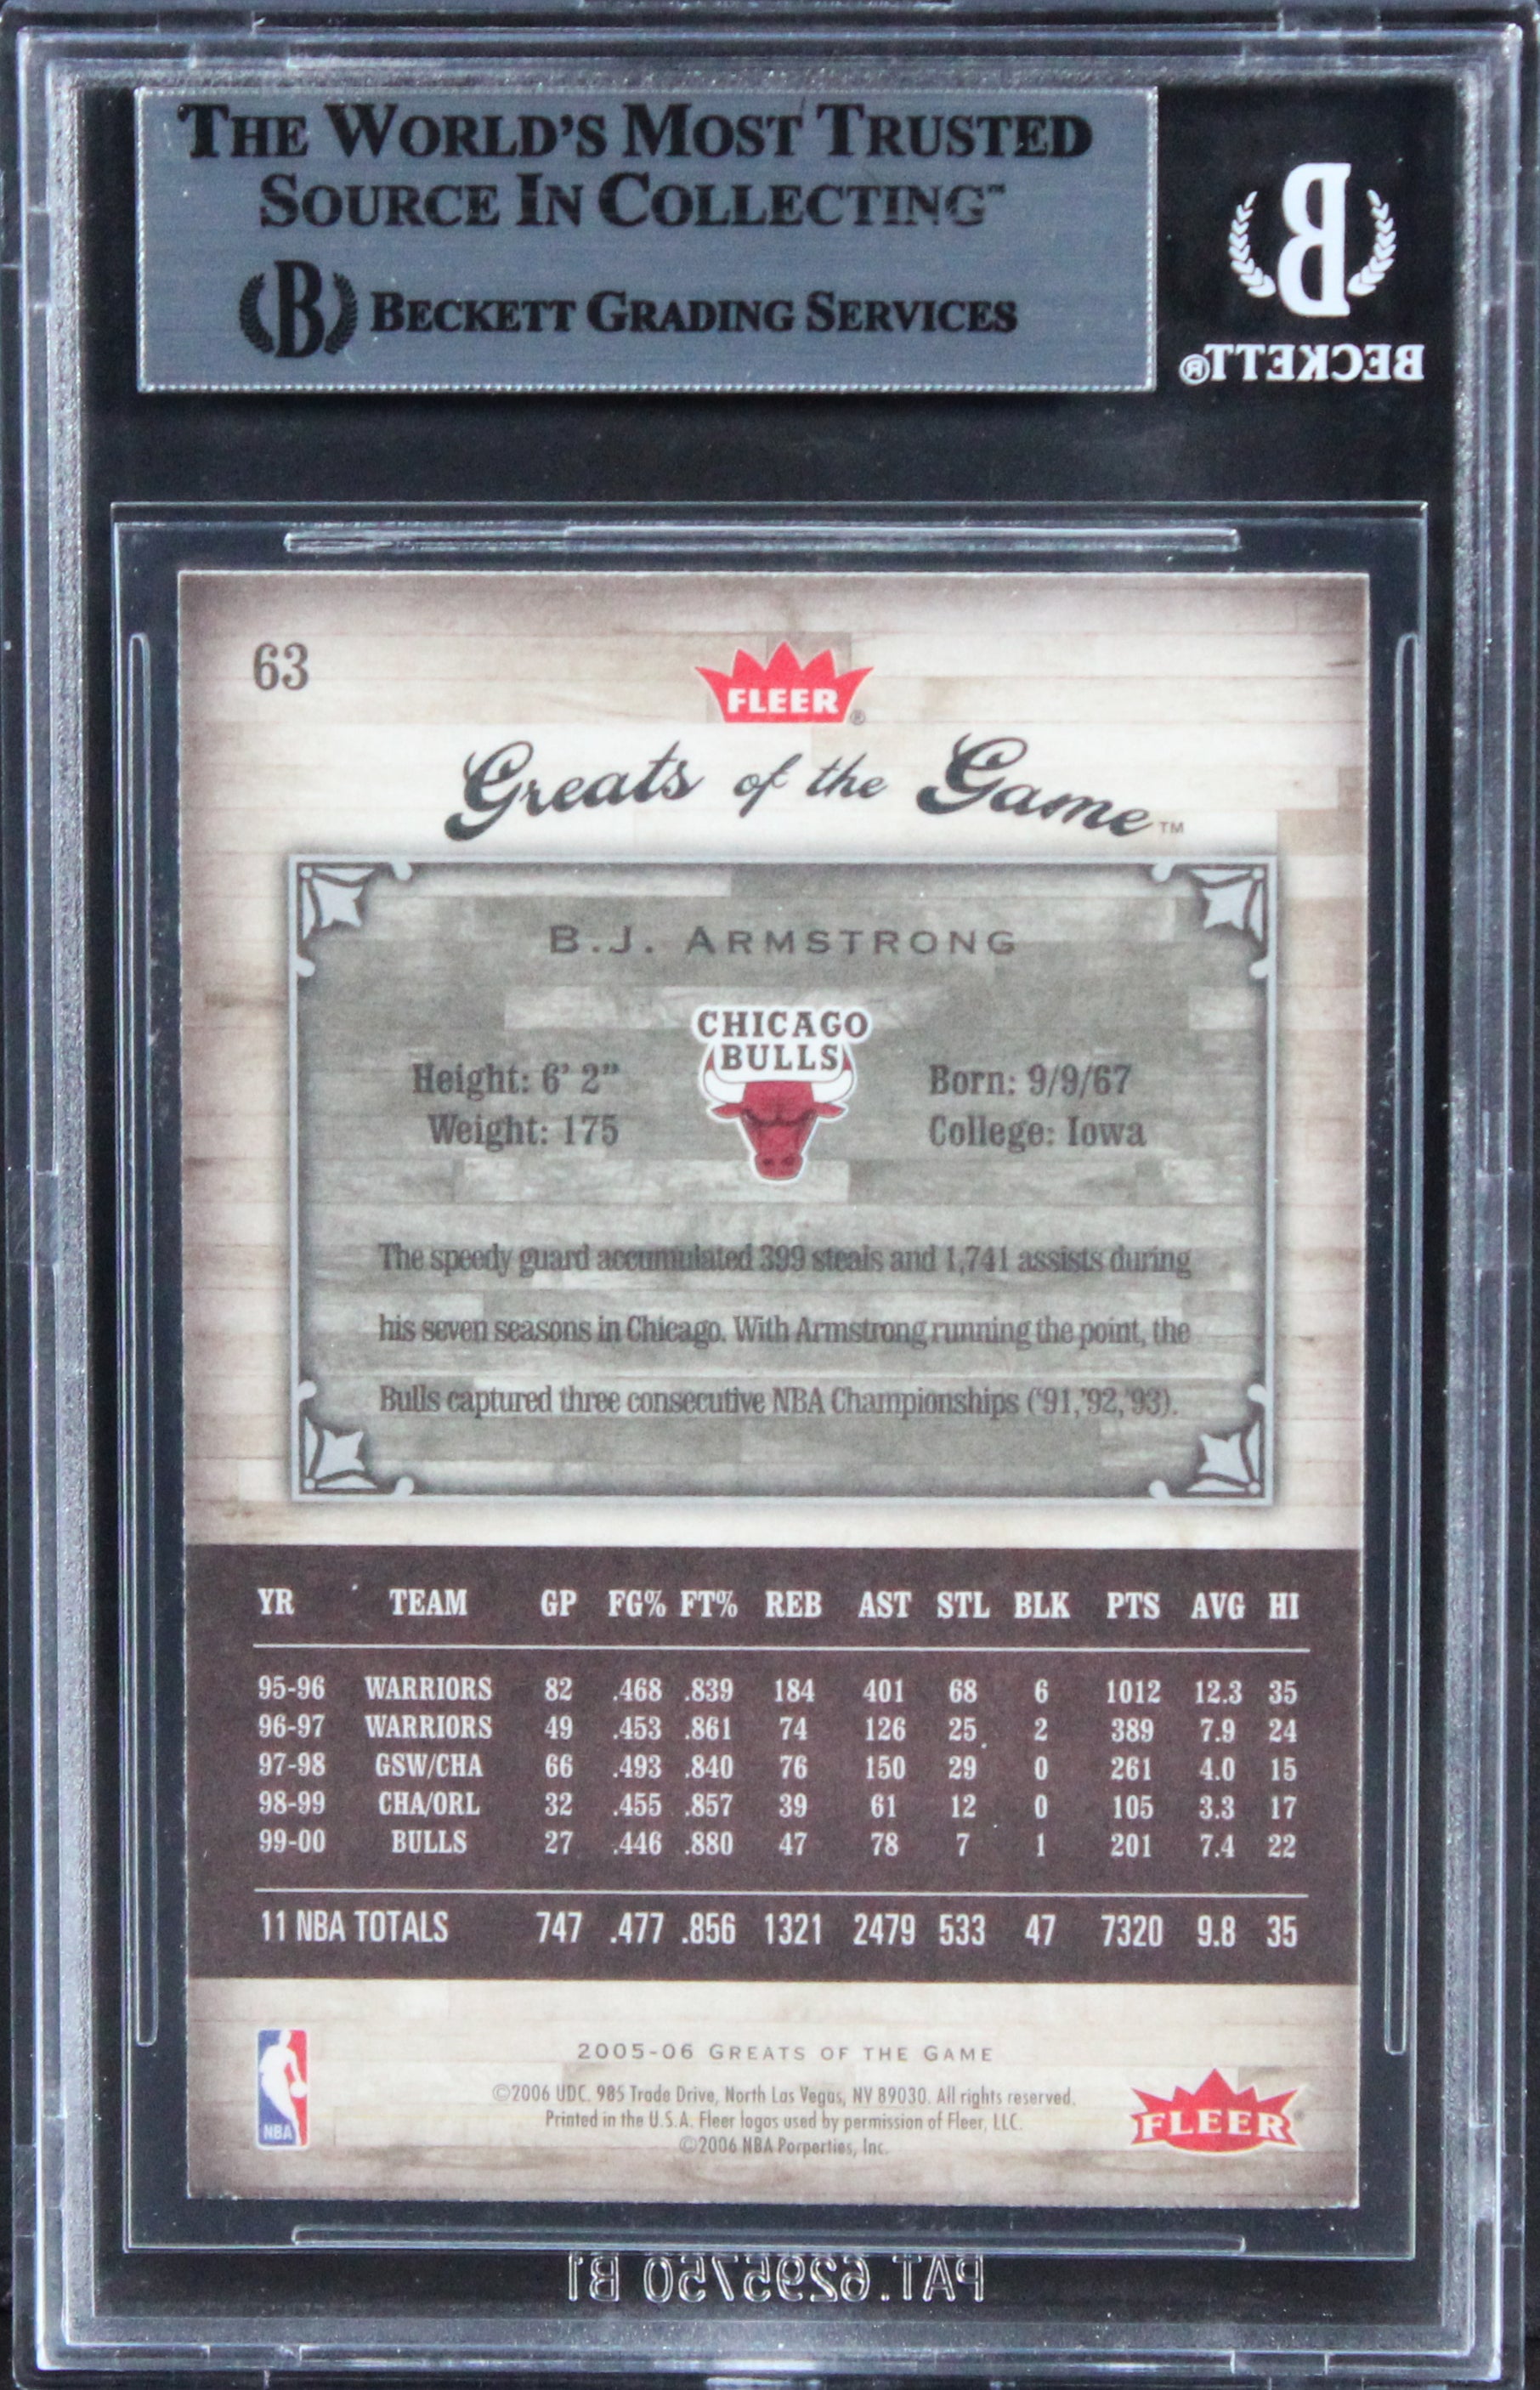 THE WORLD'S MOST TRUSTED
SOURCE IN COLLECTING™
B BECKETT GRADING SERVICES
B
BECKETT®
63
FLEER®
Greats of the Game™
B.J. ARMSTRONG
CHICAGO
BULLS
Height: 6' 2"
Weight: 175
Born: 9/9/67
College: Iowa
The speedy guard accumulated 399 steals and 1,741 assists during
his seven seasons in Chicago. With Armstrong running the point, the
Bulls captured three consecutive NBA Championships ('91,'92,'93).
YR TEAM GP FG% FT% REB AST STL BLK PTS AVG HI
95-96 WARRIORS 82 .468 .839 184 401 68 6 1012 12.3 35
96-97 WARRIORS 49 .453 .861 74 126 25 2 389 7.9 24
97-98 GSW/CHA 66 .493 .840 76 150 29 0 261 4.0 15
98-99 CHA/ORL 32 .455 .857 39 61 12 0 105 3.3 17
99-00 BULLS 27 .446 .880 47 78 7 1 201 7.4 22
11 NBA TOTALS 747 .477 .856 1321 2479 533 47 7320 9.8 35
2005-06 GREATS OF THE GAME
©2006 UDC. 985 Trade Drive, North Las Vegas, NV 89030. All rights reserved.
Printed in the U.S.A. Fleer logos used by permission of Fleer, LLC.
©2006 NBA Porperties, Inc.
NBA
FLEER
PAT. 6295750 B1